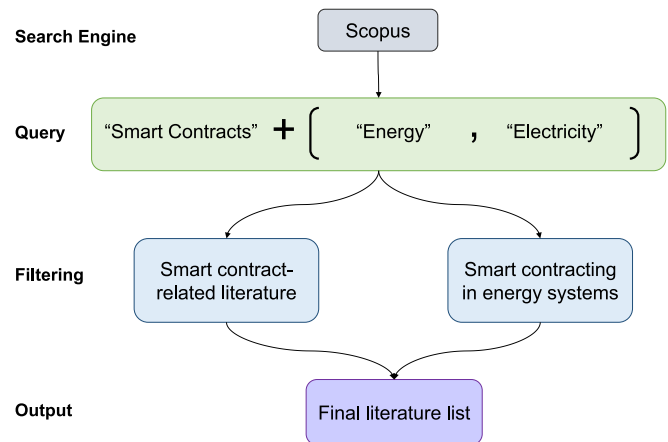 Search Engine
Scopus
Query
“Smart Contracts” + [ “Energy” , “Electricity” ]
Filtering
Smart contract-
related literature
Smart contracting
in energy systems
Output
Final literature list